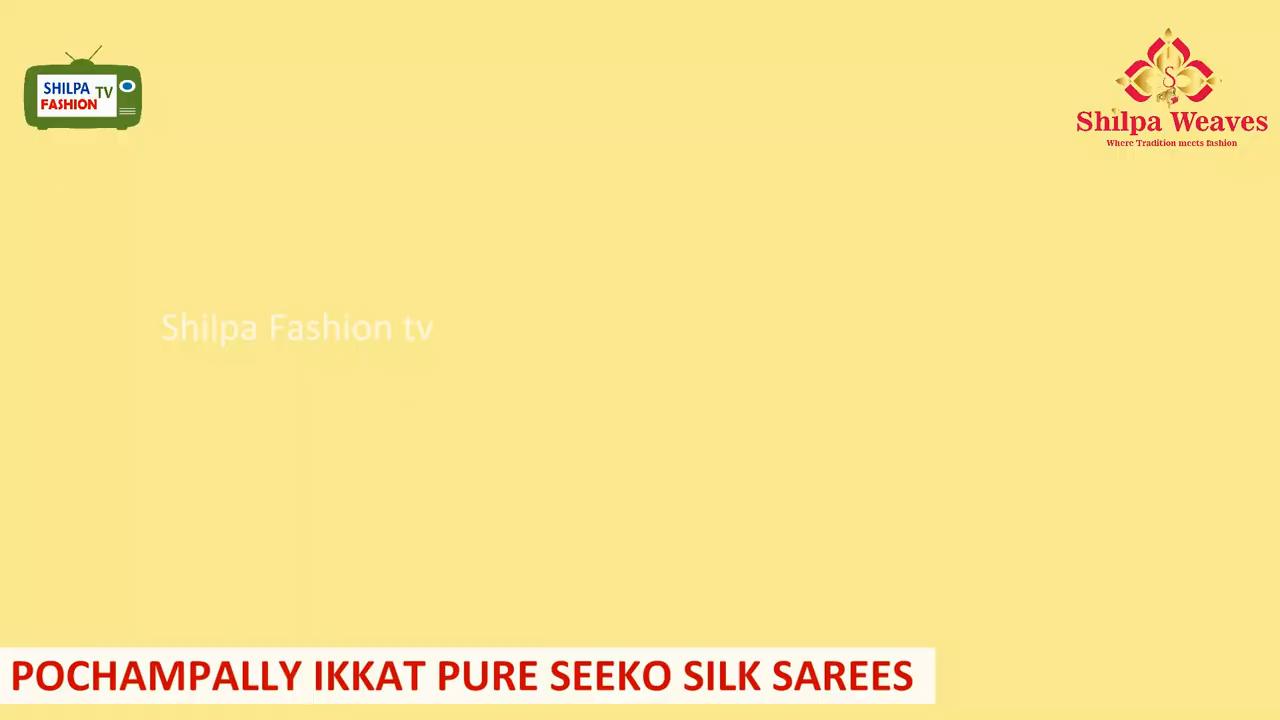 SHILPA
FASHION
TV
Shilpa Weaves
Where Tradition meets fashion
Shilpa Fashion tv
POCHAMPALLY IKKAT PURE SEEKO SILK SAREES